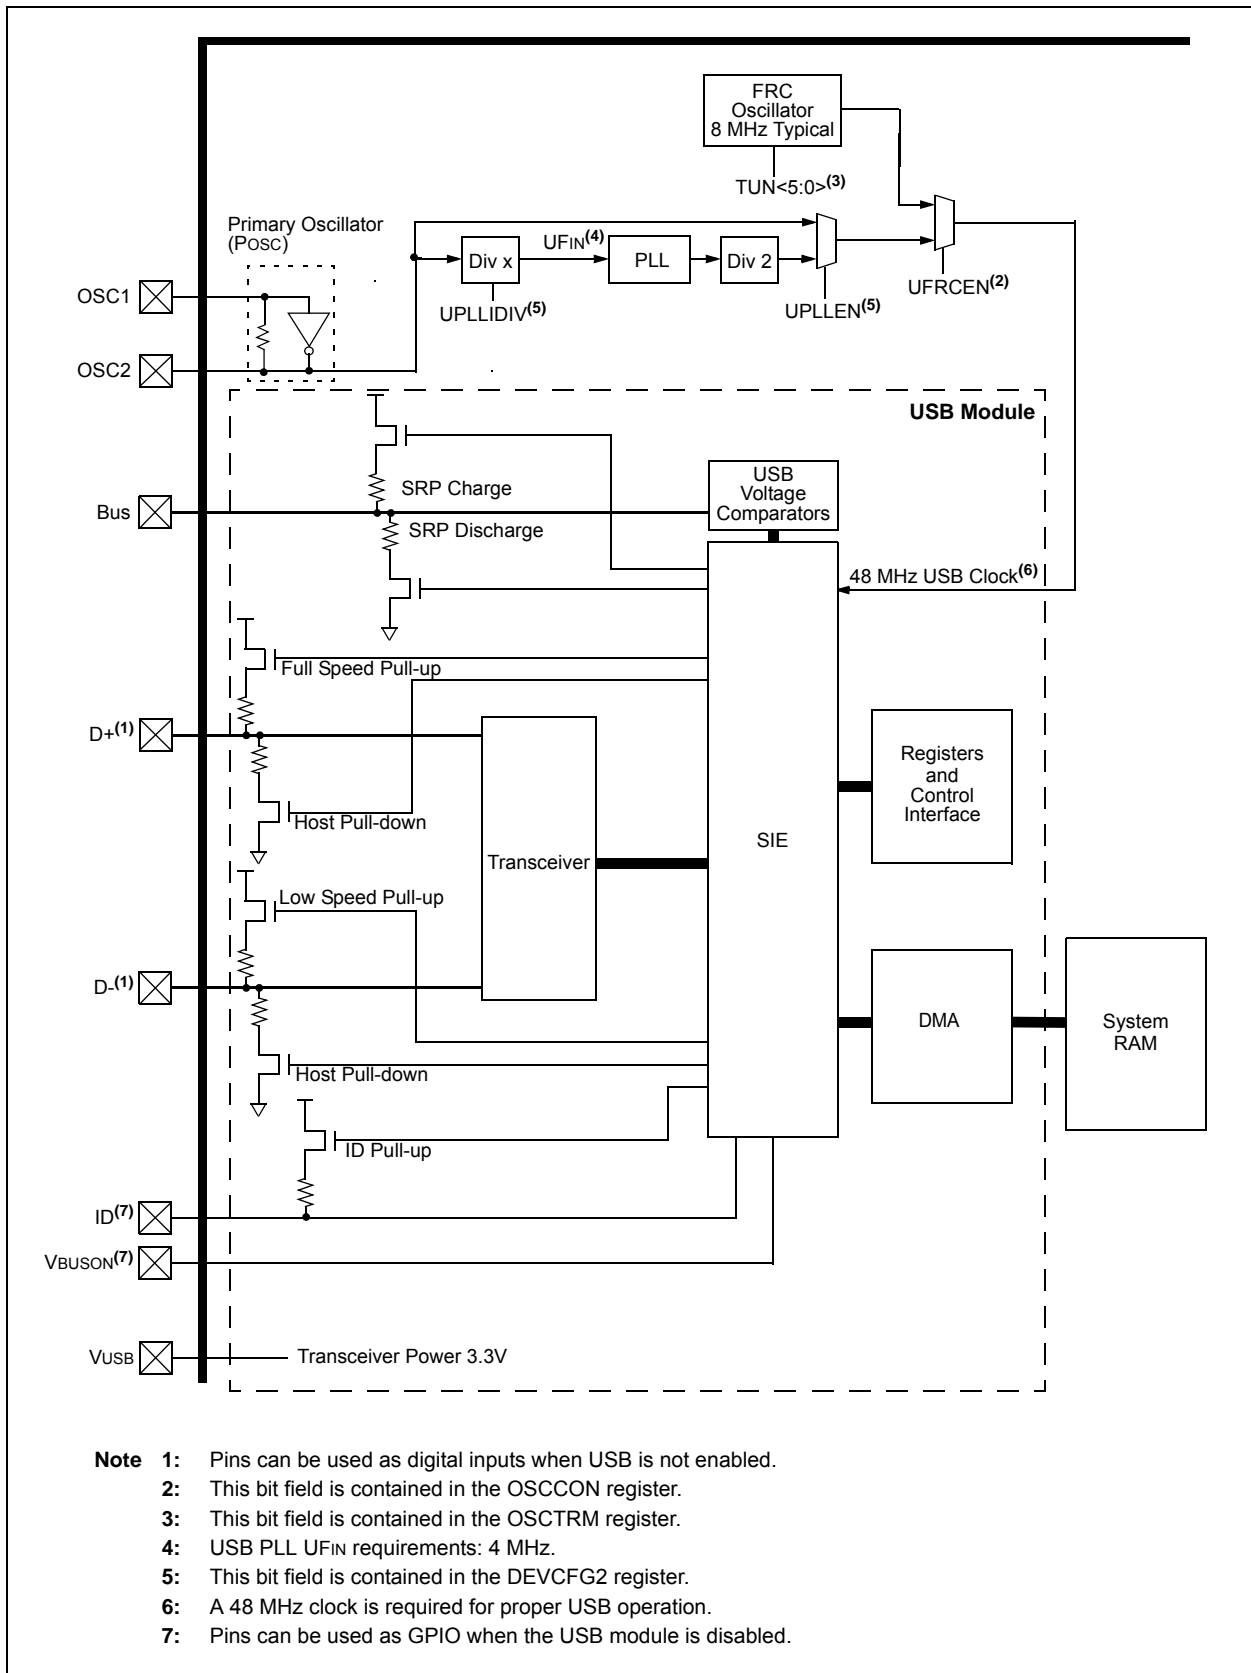 FRC
Oscillator
8 MHz Typical
TUN<5:0>(3)
Primary Oscillator
(POSC)
UFIN(4)
Div x
PLL
Div 2
UPLLIDIV(5)
UPLLEN(5)
UFRCEN(2)
OSC1
OSC2
USB Module
USB
Voltage
Comparators
SRP Charge
Bus
SRP Discharge
48 MHz USB Clock(6)
Full Speed Pull-up
D+(1)
Registers
and
Control
Interface
Host Pull-down
SIE
Transceiver
Low Speed Pull-up
D-(1)
DMA
System
RAM
Host Pull-down
ID Pull-up
ID(7)
VBUSON(7)
VUSB
Transceiver Power 3.3V
Note 1: Pins can be used as digital inputs when USB is not enabled.
2: This bit field is contained in the OSCCON register.
3: This bit field is contained in the OSCTRM register.
4: USB PLL UFIN requirements: 4 MHz.
5: This bit field is contained in the DEVCFG2 register.
6: A 48 MHz clock is required for proper USB operation.
7: Pins can be used as GPIO when the USB module is disabled.